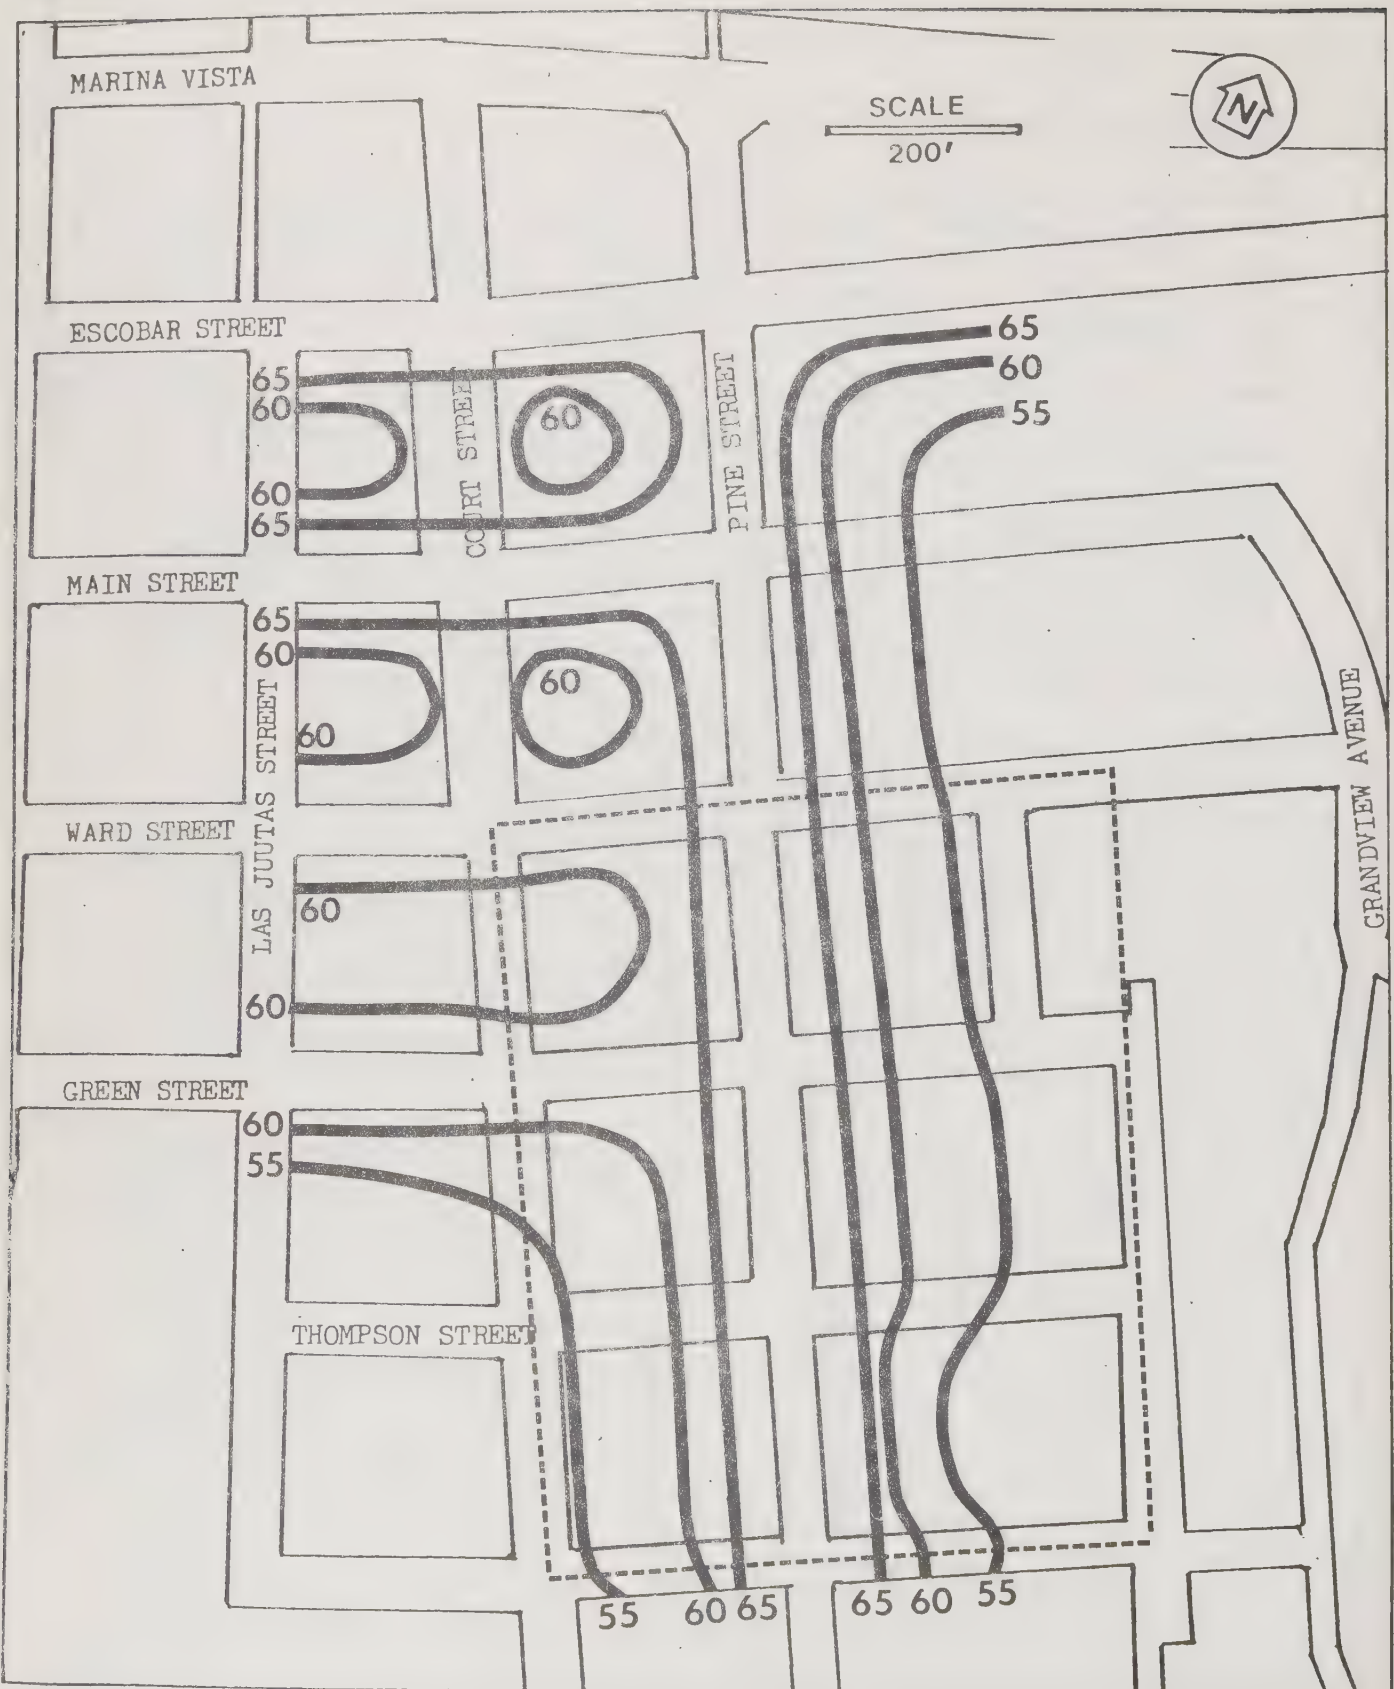 MARINA VISTA
SCALE
200'
N
ESCOBAR STREET
65
60
55
65
60
60
60
65
COURT STREET
PINE STREET
MAIN STREET
65
60
60
60
LAS JUUTAS STREET
GRANDVIEW AVENUE
WARD STREET
60
60
GREEN STREET
60
55
THOMPSON STREET
55
60
65
65
60
55